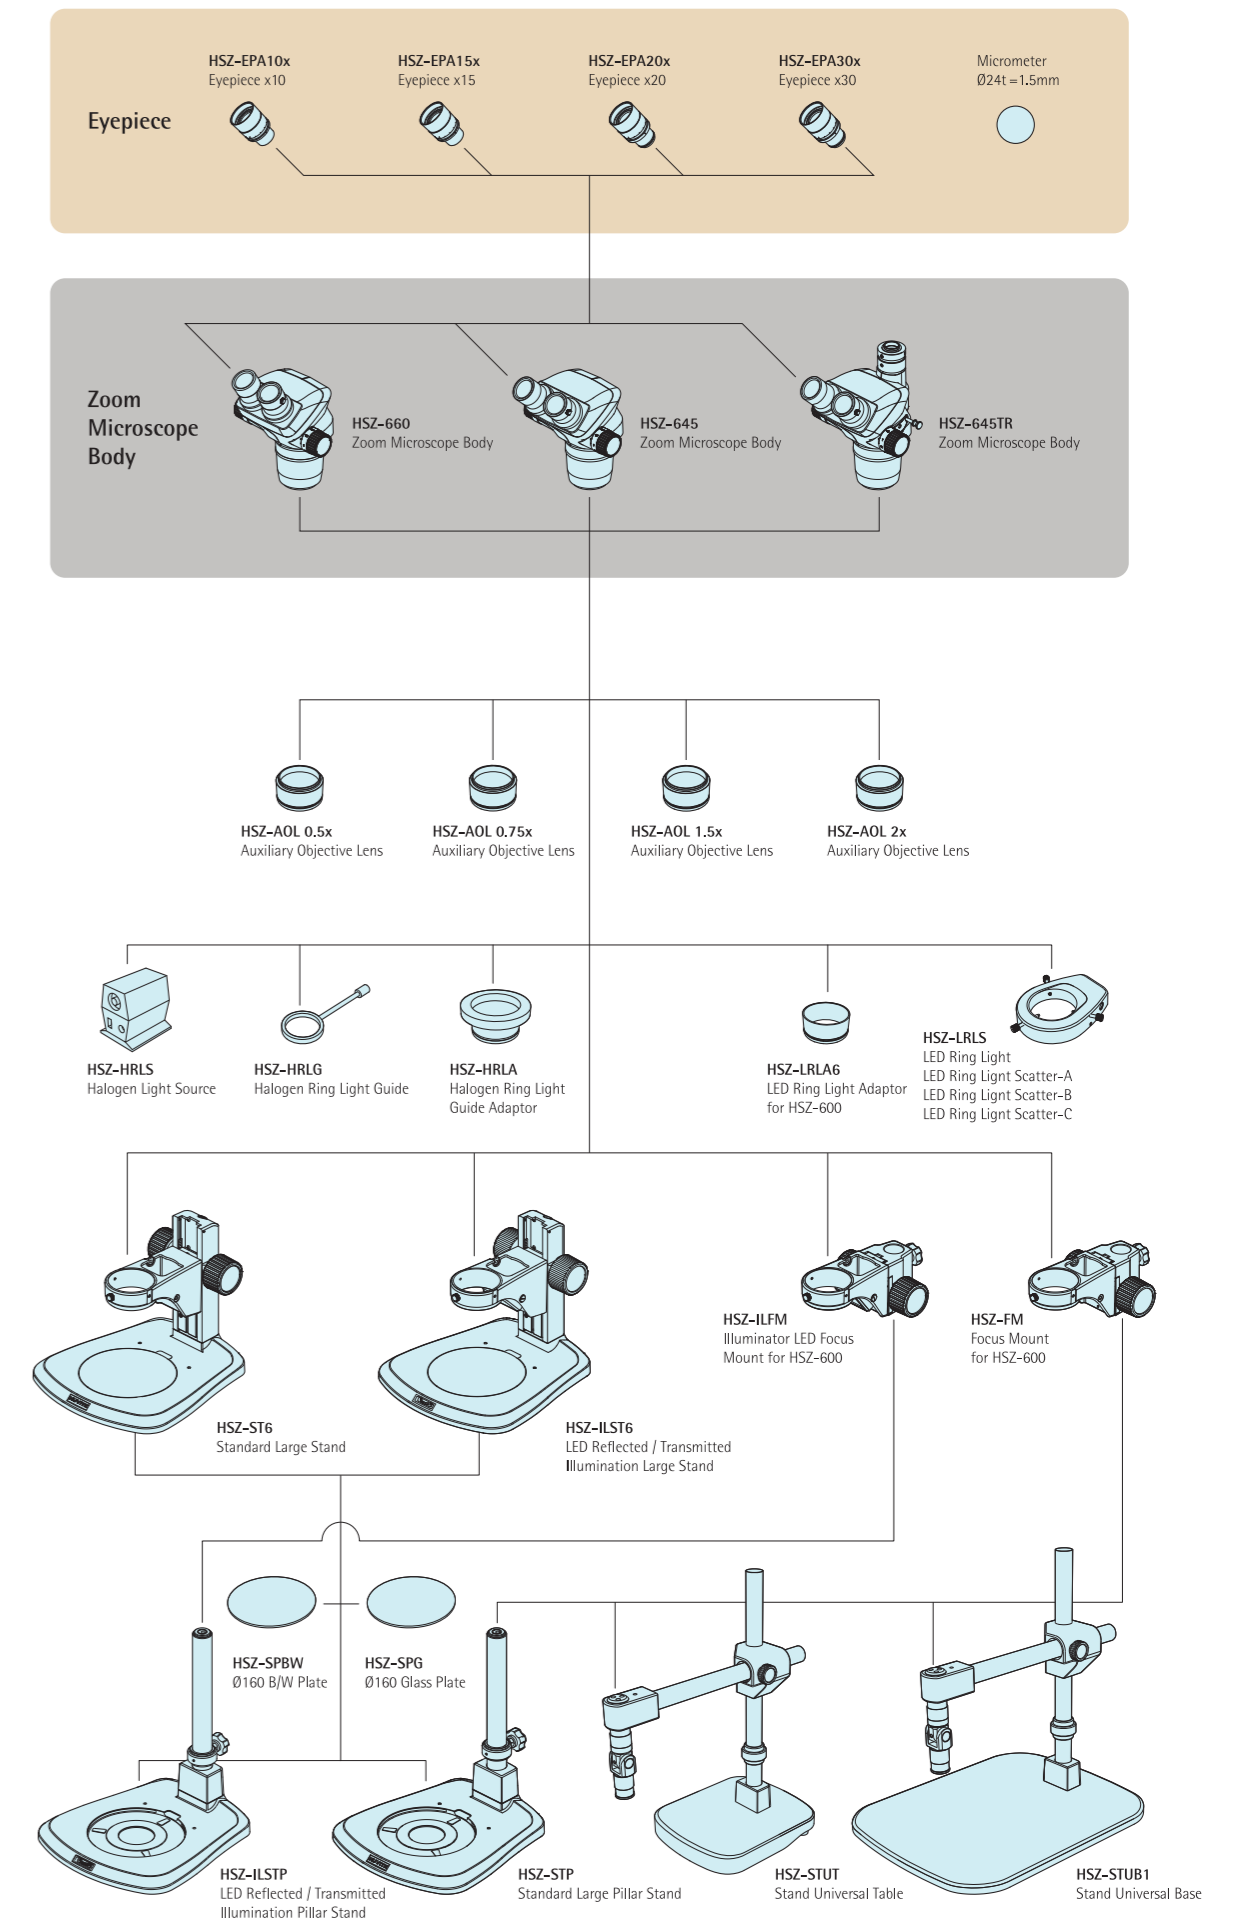 HSZ-EPA10x
Eyepiece x10
HSZ-EPA15x
Eyepiece x15
HSZ-EPA20x
Eyepiece x20
HSZ-EPA30x
Eyepiece x30
Micrometer
Ø24t =1.5mm
Eyepiece
Zoom
Microscope
Body
HSZ-660
Zoom Microscope Body
HSZ-645
Zoom Microscope Body
HSZ-645TR
Zoom Microscope Body
HSZ-AOL 0.5x
Auxiliary Objective Lens
HSZ-AOL 0.75x
Auxiliary Objective Lens
HSZ-AOL 1.5x
Auxiliary Objective Lens
HSZ-AOL 2x
Auxiliary Objective Lens
HSZ-HRLS
Halogen Light Source
HSZ-HRLG
Halogen Ring Light Guide
HSZ-HRLA
Halogen Ring Light
Guide Adaptor
HSZ-LRLA6
LED Ring Light Adaptor
for HSZ-600
HSZ-LRLS
LED Ring Light
LED Ring Lignt Scatter-A
LED Ring Lignt Scatter-B
LED Ring Lignt Scatter-C
HSZ-ILFM
Illuminator LED Focus
Mount for HSZ-600
HSZ-FM
Focus Mount
for HSZ-600
HSZ-ST6
Standard Large Stand
HSZ-ILST6
LED Reflected / Transmitted
Illumination Large Stand
HSZ-SPBW
Ø160 B/W Plate
HSZ-SPG
Ø160 Glass Plate
HSZ-ILSTP
LED Reflected / Transmitted
Illumination Pillar Stand
HSZ-STP
Standard Large Pillar Stand
HSZ-STUT
Stand Universal Table
HSZ-STUB1
Stand Universal Base